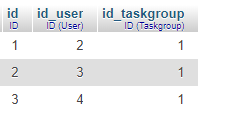 id id_user id_taskgroup
ID ID (User) ID (Taskgroup)
1 2 1
2 3 1
3 4 1